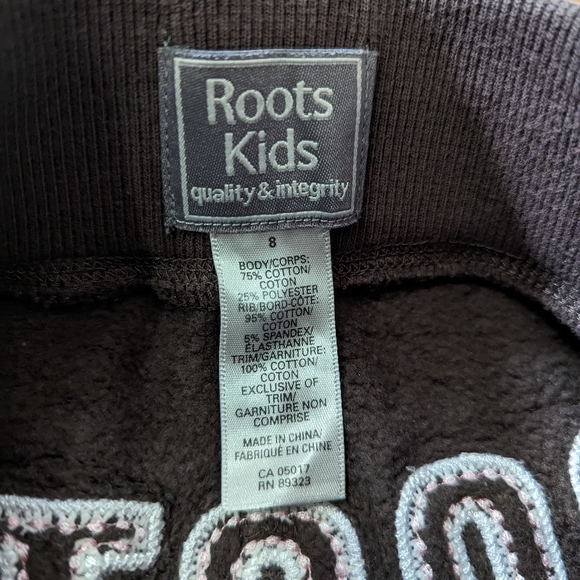 Roots
Kids
quality & integrity
8
BODY/CORPS:
75% COTTON/
COTON
25% POLYESTER
RIB/BORD-CÔTE:
95% COTTON/
COTON
5% SPANDEX/
ÉLASTHANNE
TRIM/GARNITURE:
100% COTTON/
COTON
EXCLUSIVE OF
TRIM/
GARNITURE NON
COMPRISE
MADE IN CHINA/
FABRIQUÉ EN CHINE
CA 05017
RN 89323